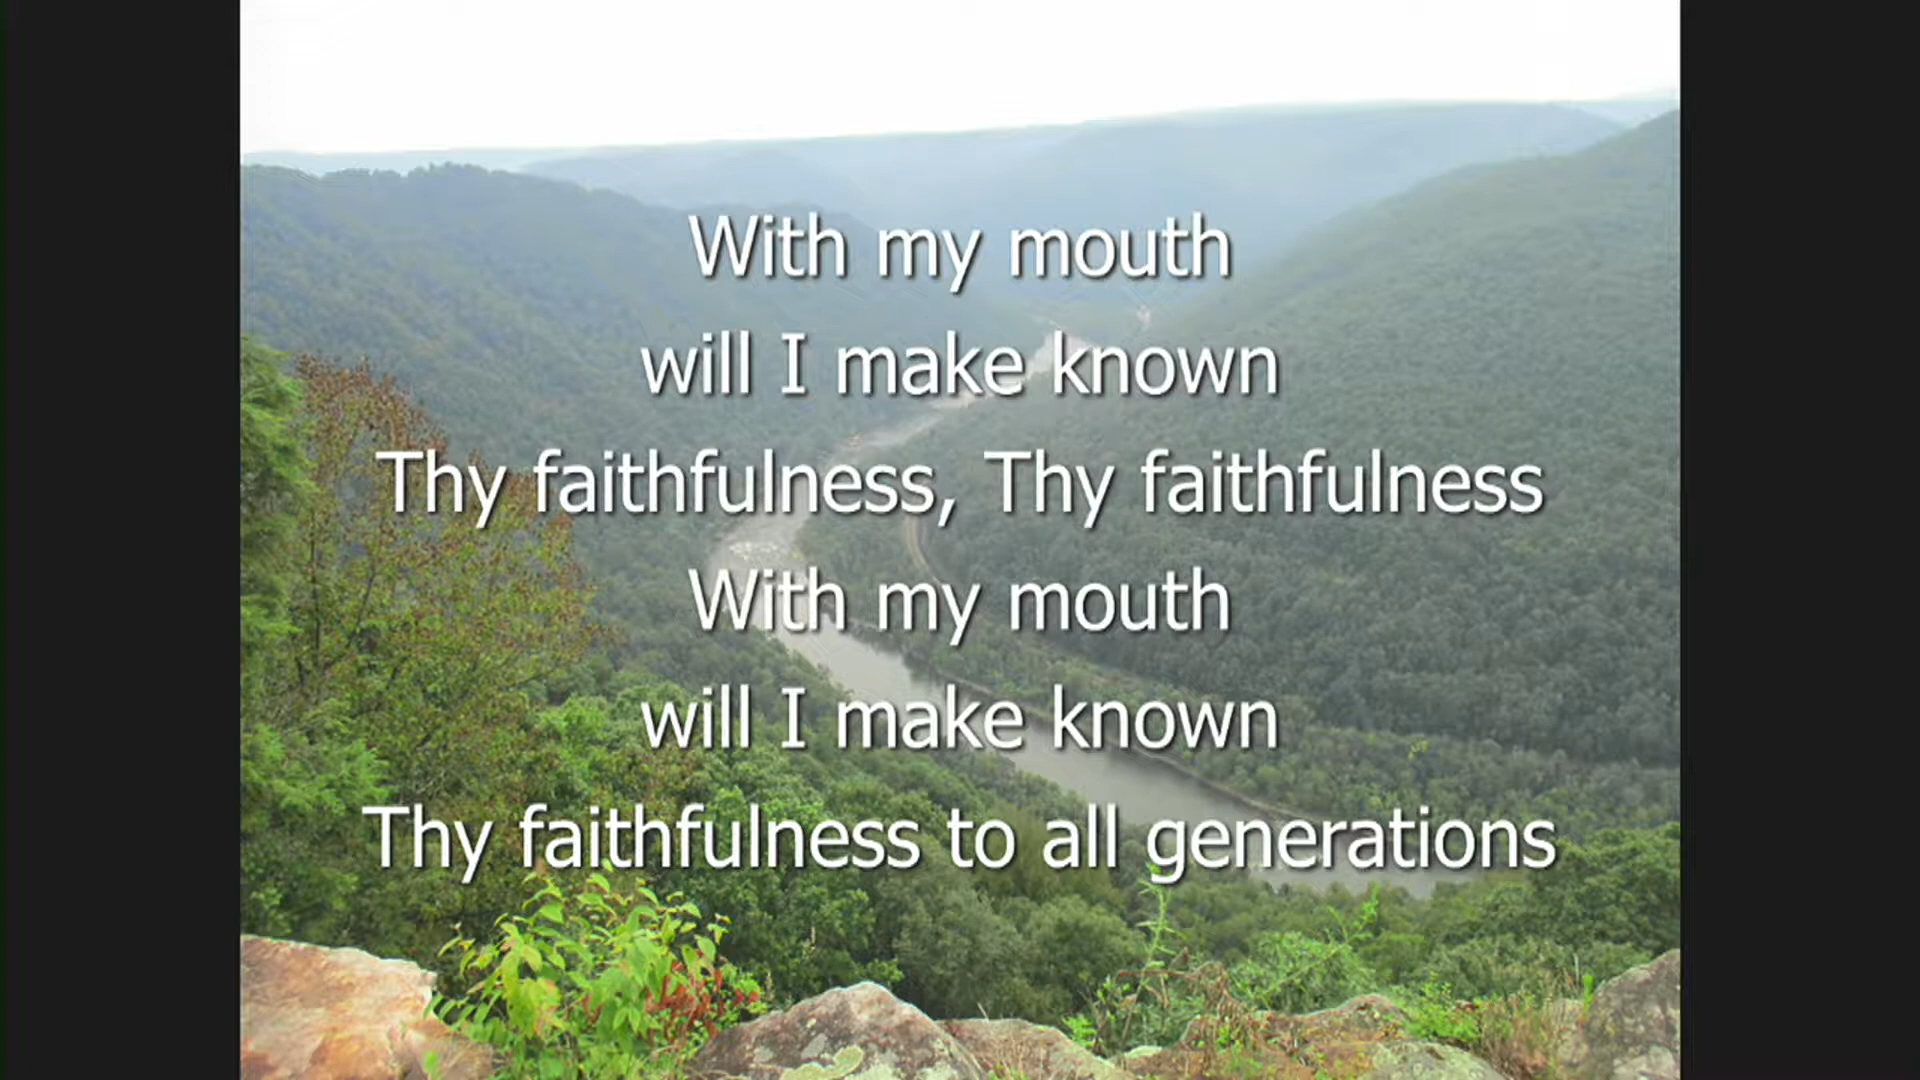 With my mouth
will I make known
Thy faithfulness, Thy faithfulness
With my mouth
will I make known
Thy faithfulness to all generations